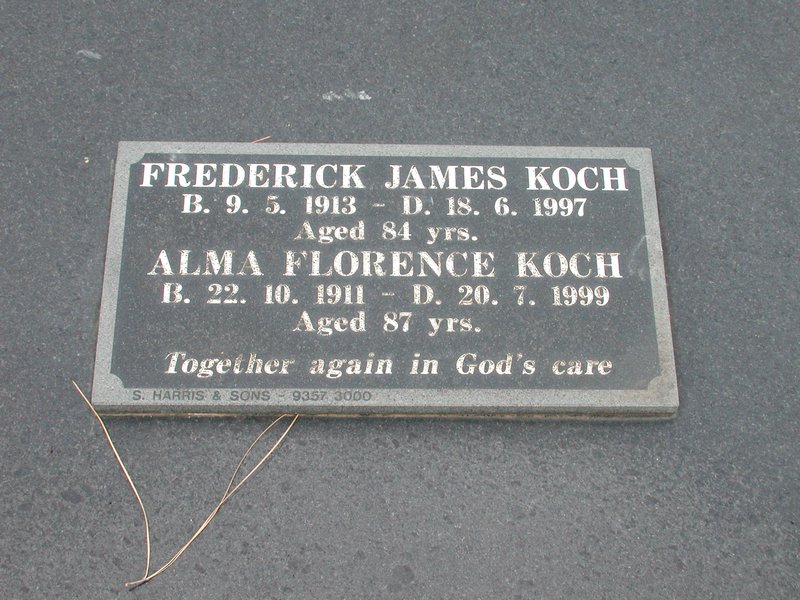 FREDERICK JAMES KOCH
B. 9. 5. 1913 - D. 18. 6. 1997
Aged 84 yrs.
ALMA FLORENCE KOCH
B. 22. 10. 1911 - D. 20. 7. 1999
Aged 87 yrs.
Together again in God's care
S. HARRIS & SONS - 9357 3000